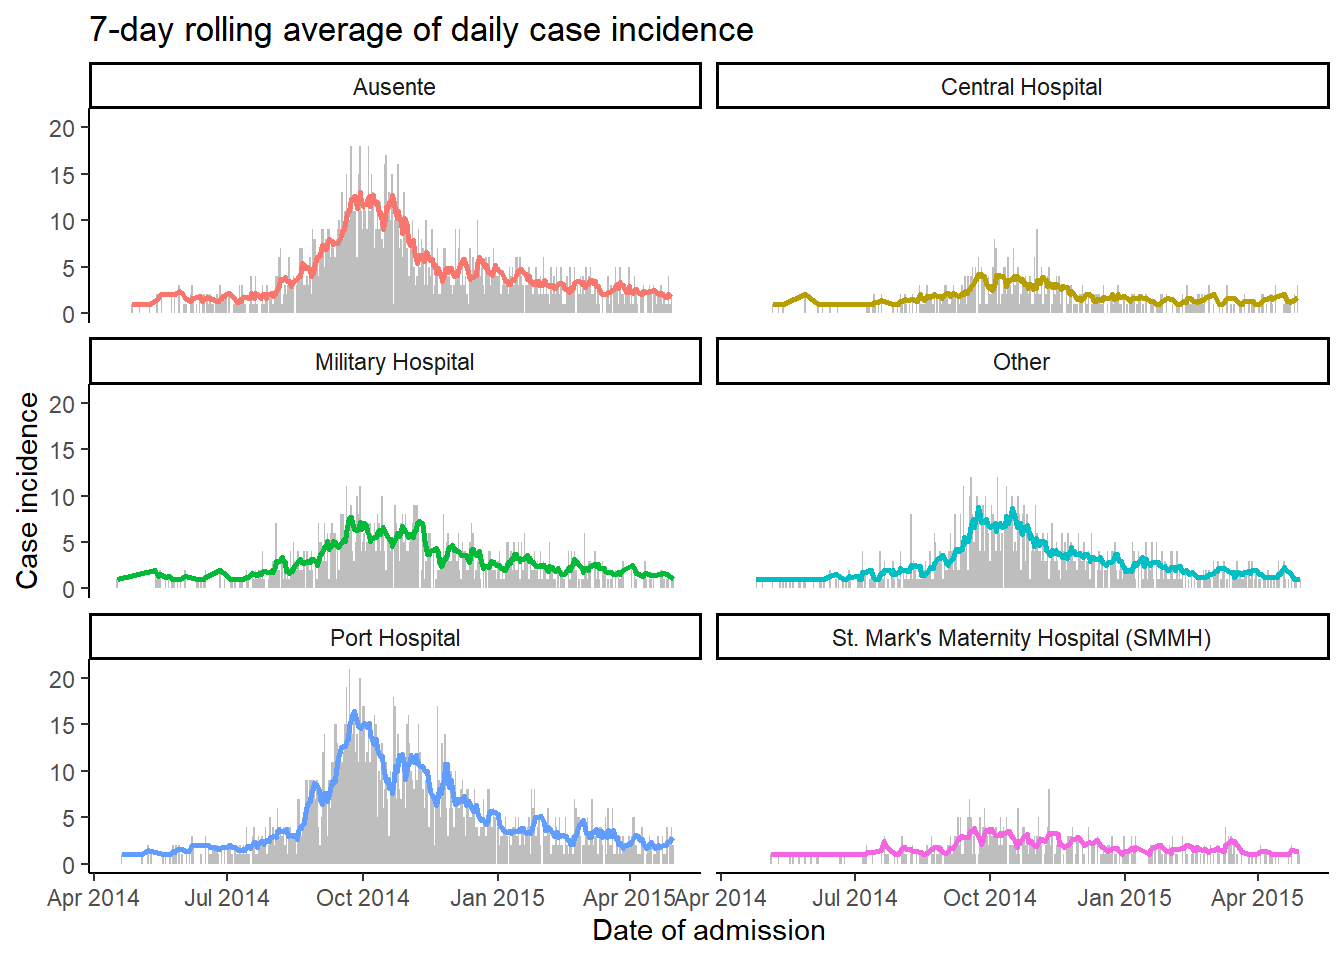 7-day rolling average of daily case incidence
Ausente
Central Hospital
20
15
10
5
0
Military Hospital
Other
20
15
10
5
0
Case incidence
Port Hospital
St. Mark's Maternity Hospital (SMMH)
20
15
10
5
0
Apr 2014 Jul 2014 Oct 2014 Jan 2015 Apr 2015 Apr 2014 Jul 2014 Oct 2014 Jan 2015 Apr 2015
Date of admission